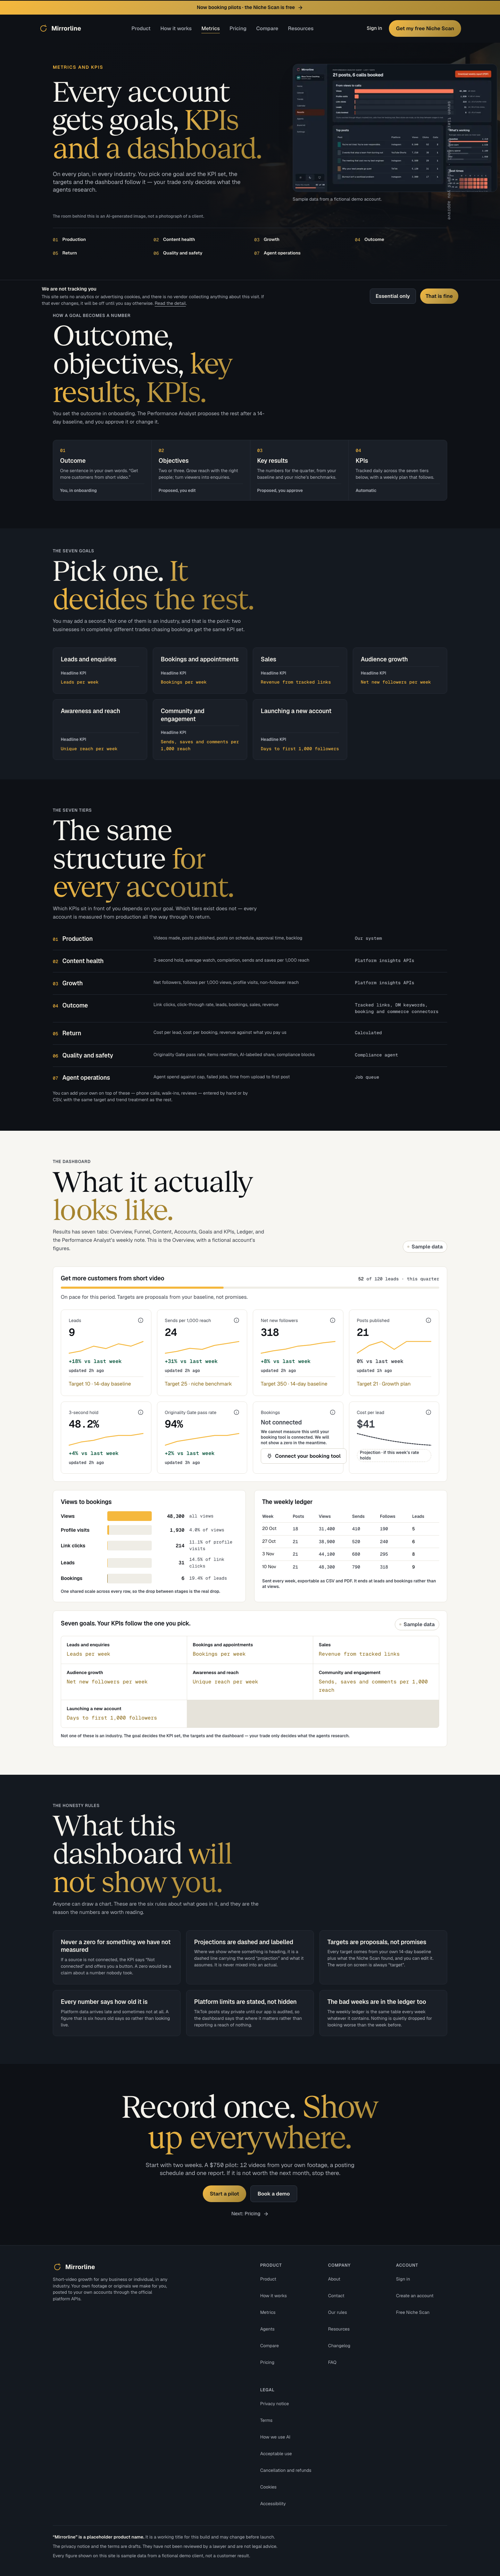 Now booking pilots · the Niche Scan is free →
Mirrorline
Product
How it works
Metrics
Pricing
Compare
Resources
Sign in
Get my free Niche Scan
METRICS AND KPIS
Every account
gets goals, KPIs
and a dashboard.
On every plan, in every industry. You pick one goal and the KPI set, the
targets and the dashboard follow it — your trade only decides what the
agents research.
The room behind this is an AI-generated image, not a photograph of a client.
21 posts, 6 calls booked
Sample data from a fictional demo account.
01 Production
02 Content health
03 Growth
04 Outcome
05 Return
06 Quality and safety
07 Agent operations
We are not tracking you
This site sets no analytics or advertising cookies, and there is no vendor collecting anything about this visit. If
that ever changes, it will be off until you say otherwise. Read the detail.
Essential only
That is fine
HOW A GOAL BECOMES A NUMBER
Outcome,
objectives, key
results, KPIs.
You set the outcome in onboarding. The Performance Analyst proposes the rest after a 14-
day baseline, and you approve it or change it.
01
Outcome
One sentence in your own words. "Get
more customers from short video."
You, in onboarding
02
Objectives
Two or three. Grow reach with the right
people, turn viewers into enquiries.
Proposed, you edit
03
Key results
The numbers for the quarter, from your
baseline and your niche's benchmarks.
Proposed, you approve
04
KPIs
Tracked daily across the seven tiers
below, with a weekly plan that follows.
Automatic
THE SEVEN GOALS
Pick one. It
decides the rest.
You may add a second. Not one of them is an industry, and that is the point: two
businesses in completely different trades chasing bookings get the same KPI set.
Leads and enquiries
Headline KPI
Leads per week
Bookings and appointments
Headline KPI
Bookings per week
Sales
Headline KPI
Revenue from tracked links
Audience growth
Headline KPI
Net new followers per week
Awareness and reach
Headline KPI
Unique reach per week
Community and
engagement
Headline KPI
Sends, saves and comments per
1,000 reach
Launching a new account
Headline KPI
Days to first 1,000 followers
THE SEVEN TIERS
The same
structure for
every account.
Which KPIs sit in front of you depends on your goal. Which tiers exist does not — every
account is measured from production all the way through to return.
01 Production
Videos made, posts published, posts on schedule, approval time, backlog
Our system
02 Content health
3-second hold, average watch, completion, sends and saves per 1,000 reach
Platform insights APIs
03 Growth
Net followers, follows per 1,000 views, profile visits, non-follower reach
Platform insights APIs
04 Outcome
Link clicks, click-through rate, leads, bookings, sales, revenue
Tracked links, DM keywords,
booking and commerce connectors
05 Return
Cost per lead, cost per booking, revenue against what you pay us
Calculated
06 Quality and safety
Originality Gate pass rate, items rewritten, AI-labelled share, compliance blocks
Compliance agent
07 Agent operations
Agent spend against cap, failed jobs, time from upload to first post
Job queue
You can add your own on top of these — phone calls, walk-ins, reviews — entered by hand or by
CSV, with the same target and trend treatment as the rest.
THE DASHBOARD
What it actually
looks like.
Results has seven tabs: Overview, Funnel, Content, Accounts, Goals and KPIs, Ledger, and
the Performance Analyst's weekly note. This is the Overview, with a fictional account's
figures.
Sample data
Get more customers from short video
52 of 120 leads · this quarter
On pace for this period. Targets are proposals from your baseline, not promises.
Leads
9
+18% vs last week
updated 2h ago
Target 10 · 14-day baseline
Sends per 1,000 reach
24
+31% vs last week
updated 2h ago
Target 25 · niche benchmark
Net new followers
318
+8% vs last week
updated 2h ago
Target 350 · 14-day baseline
Posts published
21
0% vs last week
updated 2h ago
Target 21 · Growth plan
3-second hold
48.2%
+4% vs last week
updated 2h ago
Originality Gate pass rate
94%
+2% vs last week
updated 3h ago
Bookings
Not connected
We cannot measure this until your
booking tool is connected. We will
not show a zero in the meantime.
Connect your booking tool
Cost per lead
$41
Projection · if this week's rate
holds
Views to bookings
Views 48,300 all views
Profile visits 1,930 4.0% of views
Link clicks 214 11.1% of profile
visits
Leads 31 14.5% of link
clicks
Bookings 6 19.4% of leads
One shared scale across every row, so the drop between stages is the real drop.
The weekly ledger
Week Posts Views Sends Follows Leads
20 Oct 18 31,400 410 190 5
27 Oct 21 38,900 520 240 6
3 Nov 21 44,100 600 295 8
10 Nov 21 48,300 790 318 9
Sent every week, exportable as CSV and PDF. It ends at leads and bookings rather than
at views.
Seven goals. Your KPIs follow the one you pick.
Sample data
Leads and enquiries
Leads per week
Bookings and appointments
Bookings per week
Sales
Revenue from tracked links
Audience growth
Net new followers per week
Awareness and reach
Unique reach per week
Community and engagement
Sends, saves and comments per 1,000
reach
Launching a new account
Days to first 1,000 followers
Not one of these is an industry. The goal decides the KPI set, the targets and the dashboard — your trade only decides what the agents research.
THE HONESTY RULES
What this
dashboard will
not show you.
Anyone can draw a chart. These are the six rules about what goes in it, and they are the
reason the numbers are worth reading.
Never a zero for something we have not
measured
If a source is not connected, the KPI says "Not
connected" and offers you a button. A zero would be a
claim about a number nobody took.
Projections are dashed and labelled
Where we show where something is heading, it is a
dashed line carrying the word "projection" and what it
assumes. It is never mixed into an actual.
Targets are proposals, not promises
Every target comes from your own 14-day baseline
plus what the Niche Scan found, and you can edit it.
The word on screen is always "target".
Every number says how old it is
Platform data arrives late and sometimes not at all. A
figure that is six hours old says so rather than looking
live.
Platform limits are stated, not hidden
TikTok posts stay private until our app is audited, so
the dashboard says that where it matters rather than
reporting a reach of nothing.
The bad weeks are in the ledger too
The weekly ledger is the same table every week
whatever it contains. Nothing is quietly dropped for
looking worse than the week before.
Record once. Show
up everywhere.
Start with two weeks. A $750 pilot: 12 videos from your own footage, a posting
schedule and one report. If it is not worth the next month, stop there.
Start a pilot
Book a demo
Next: Pricing →
Mirrorline
Short-video growth for any business or individual, in any
industry. Your own footage or originals we make for you,
posted to your own accounts through the official
platform APIs.
PRODUCT
Product
How it works
Metrics
Agents
Compare
Pricing
COMPANY
About
Contact
Our rules
Resources
Changelog
FAQ
ACCOUNT
Sign in
Create an account
Free Niche Scan
LEGAL
Privacy notice
Terms
How we use AI
Acceptable use
Cancellation and refunds
Cookies
Accessibility
"Mirrorline" is a placeholder product name. It is a working title for this build and may change before launch.
The privacy notice and the terms are drafts. They have not been reviewed by a lawyer and are not legal advice.
Every figure shown on this site is sample data from a fictional demo client, not a customer result.